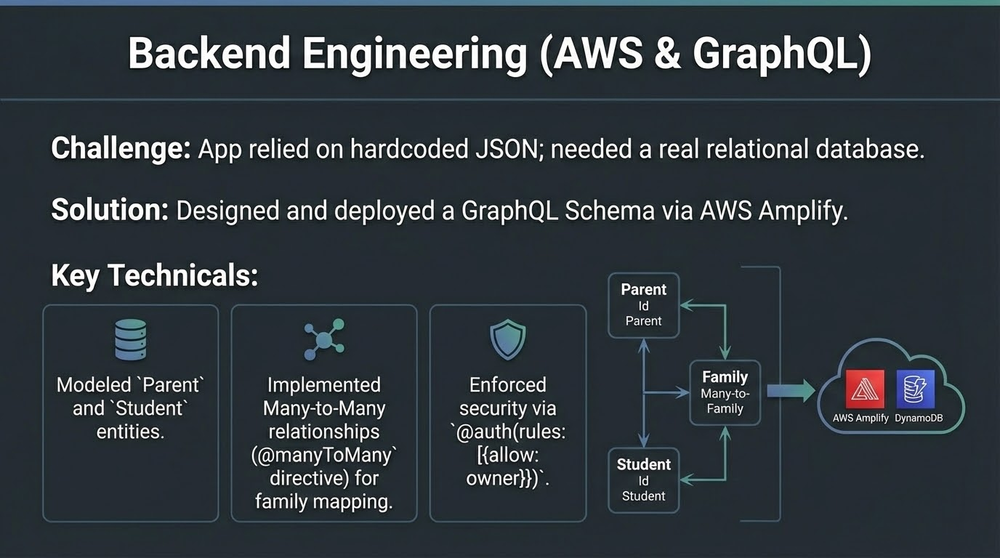 Backend Engineering (AWS & GraphQL)
Challenge: App relied on hardcoded JSON; needed a real relational database.
Solution: Designed and deployed a GraphQL Schema via AWS Amplify.
Key Technicals:
Modeled `Parent`
and `Student`
entities.
Implemented
Many-to-Many
relationships
(@manyToMany`
directive) for
family mapping.
Enforced
security via
`@auth(rules:
[{allow:
owner}})`.
Parent
Id
Parent
Family
Many-to-
Family
Student
Id
Student
AWS Amplify
DynamoDB